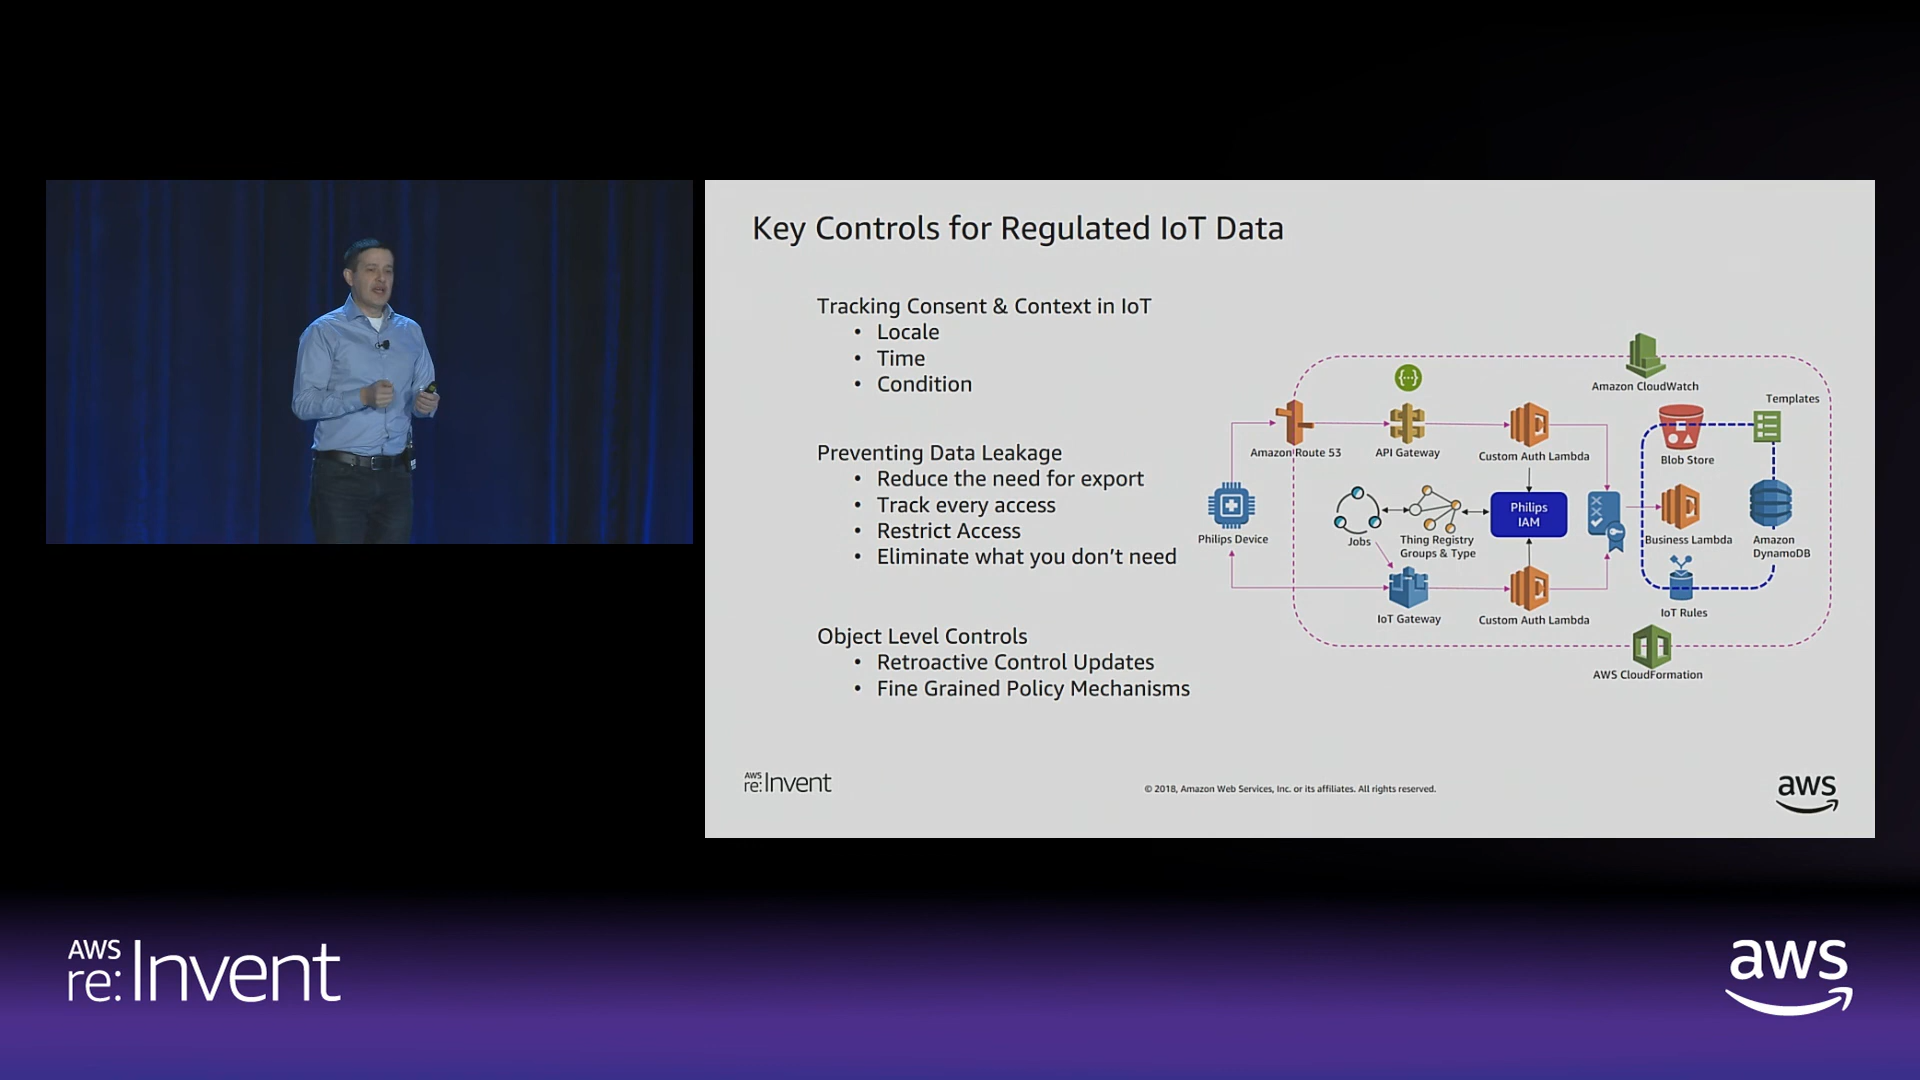 Key Controls for Regulated IoT Data
Tracking Consent & Context in IoT
• Locale
• Time
• Condition
Preventing Data Leakage
• Reduce the need for export
• Track every access
• Restrict Access
• Eliminate what you don't need
Object Level Controls
• Retroactive Control Updates
• Fine Grained Policy Mechanisms
Amazon CloudWatch
Templates
Amazon Route 53
API Gateway
Custom Auth Lambda
Blob Store
Philips Device
Jobs
Thing Registry
Groups & Type
Philips
IAM
Business Lambda
Amazon
DynamoDB
IoT Gateway
Custom Auth Lambda
IoT Rules
AWS CloudFormation
AWS
re:Invent
© 2018, Amazon Web Services, Inc. or its affiliates. All rights reserved.
aws
AWS
re:Invent
aws